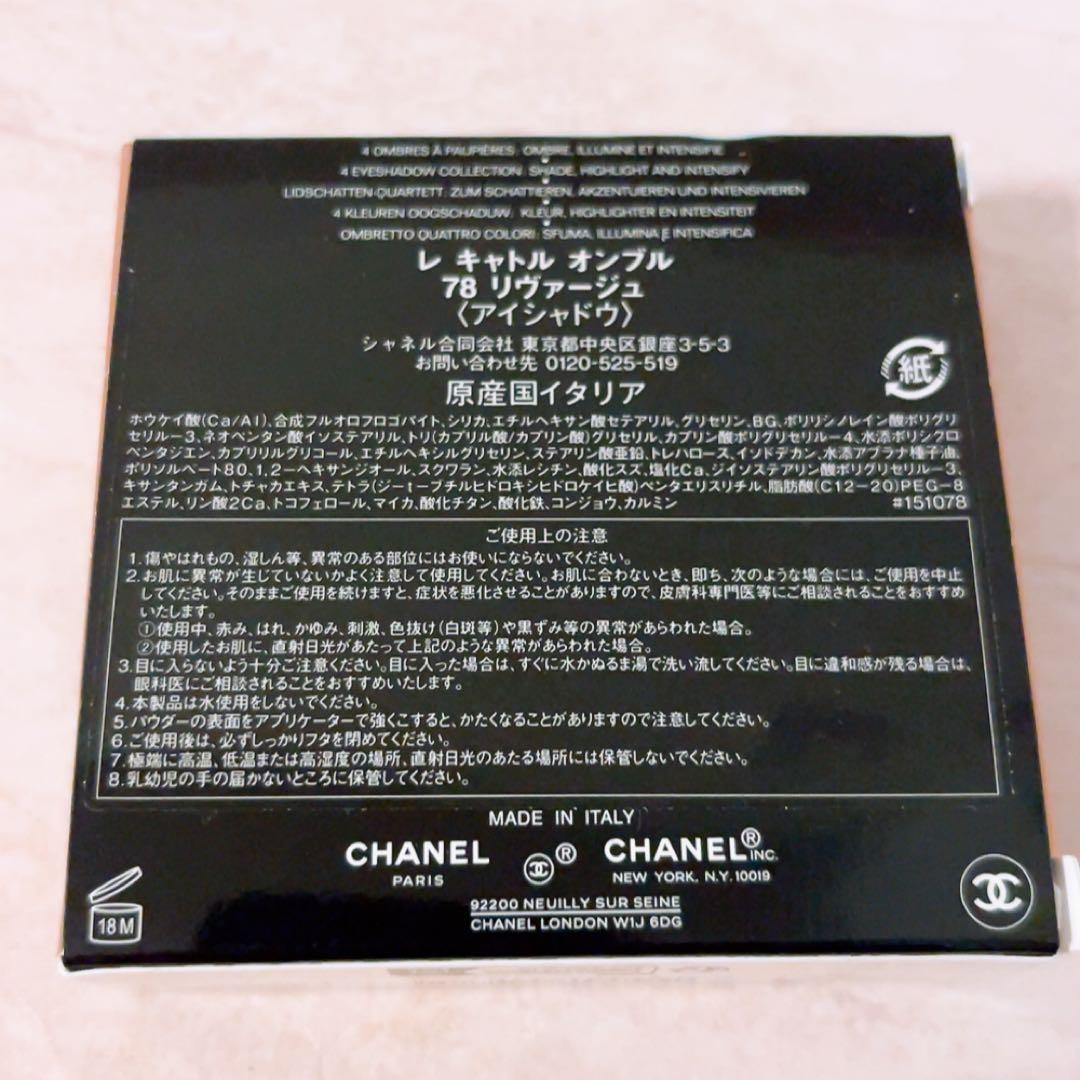 4 OMBRES À PAUPIÈRES: OMBRE, ILLUMINE ET INTENSIFIE
4 EYESHADOW COLLECTION: SHADE, HIGHLIGHT AND INTENSIFY
LIDSCHATTEN-QUARTETT: ZUM SCHATTIEREN, AKZENTUIEREN UND INTENSIVIEREN
4 KLEUREN OOGSCHADUW: KLEUR, HIGHLIGHTER EN INTENSITEIT
OMBRETTO QUATTRO COLORI: SFUMA, ILLUMINA E INTENSIFICA
レ キャトル オンブル
78 リヴァージュ
〈アイシャドウ〉
シャネル合同会社 東京都中央区銀座3-5-3
お問い合わせ先 0120-525-519
原産国イタリア
紙
ホウケイ酸(Ca/Al)、合成フルオロフロゴパイト、シリカ、エチルヘキサン酸セテアリル、グリセリン、BG、ポリリシノレイン酸ポリグリ
セリル-3、ネオペンタン酸イソステアリル、トリ(カプリル酸/カプリン酸)グリセリル、カプリン酸ポリグリセリル-4、水添ポリシクロ
ペンタジエン、カプリリルグリコール、エチルヘキシルグリセリン、ステアリン酸亜鉛、トレハロース、イソドデカン、水添アブラナ種子油、
ポリソルベート80、1,2-ヘキサンジオール、スクワラン、水添レシチン、酸化スズ、塩化Ca、ジイソステアリン酸ポリグリセリル-3、
キサンタンガム、トチャカエキス、テトラ(ジ-t-ブチルヒドロキシヒドロケイヒ酸)ペンタエリスリチル、脂肪酸(C12-20)PEG-8
エステル、リン酸2Ca、トコフェロール、マイカ、酸化チタン、酸化鉄、コンジョウ、カルミン #151078
ご使用上の注意
1.傷やはれもの、湿しん等、異常のある部位にはお使いにならないでください。
2.お肌に異常が生じていないかよく注意して使用してください。お肌に合わないとき、即ち、次のような場合には、ご使用を中止
してください。そのままご使用を続けますと、症状を悪化させることがありますので、皮膚科専門医等にご相談されることをおすすめ
いたします。
①使用中、赤み、はれ、かゆみ、刺激、色抜け(白斑等)や黒ずみ等の異常があらわれた場合。
②使用したお肌に、直射日光があたって上記のような異常があらわれた場合。
3.目に入らないよう十分ご注意ください。目に入った場合は、すぐに水かぬるま湯で洗い流してください。目に違和感が残る場合は、
眼科医にご相談されることをおすすめいたします。
4.本製品は水使用をしないでください。
5.パウダーの表面をアプリケーターで強くこすると、かたくなることがありますので注意してください。
6.ご使用後は、必ずしっかりフタを閉めてください。
7.極端に高温、低温または高湿度の場所、直射日光のあたる場所には保管しないでください。
8.乳幼児の手の届かないところに保管してください。
MADE IN ITALY
CHANEL ® CHANEL® INC.
PARIS NEW YORK, N.Y. 10019
92200 NEUILLY SUR SEINE
CHANEL LONDON W1J 6DG
18M